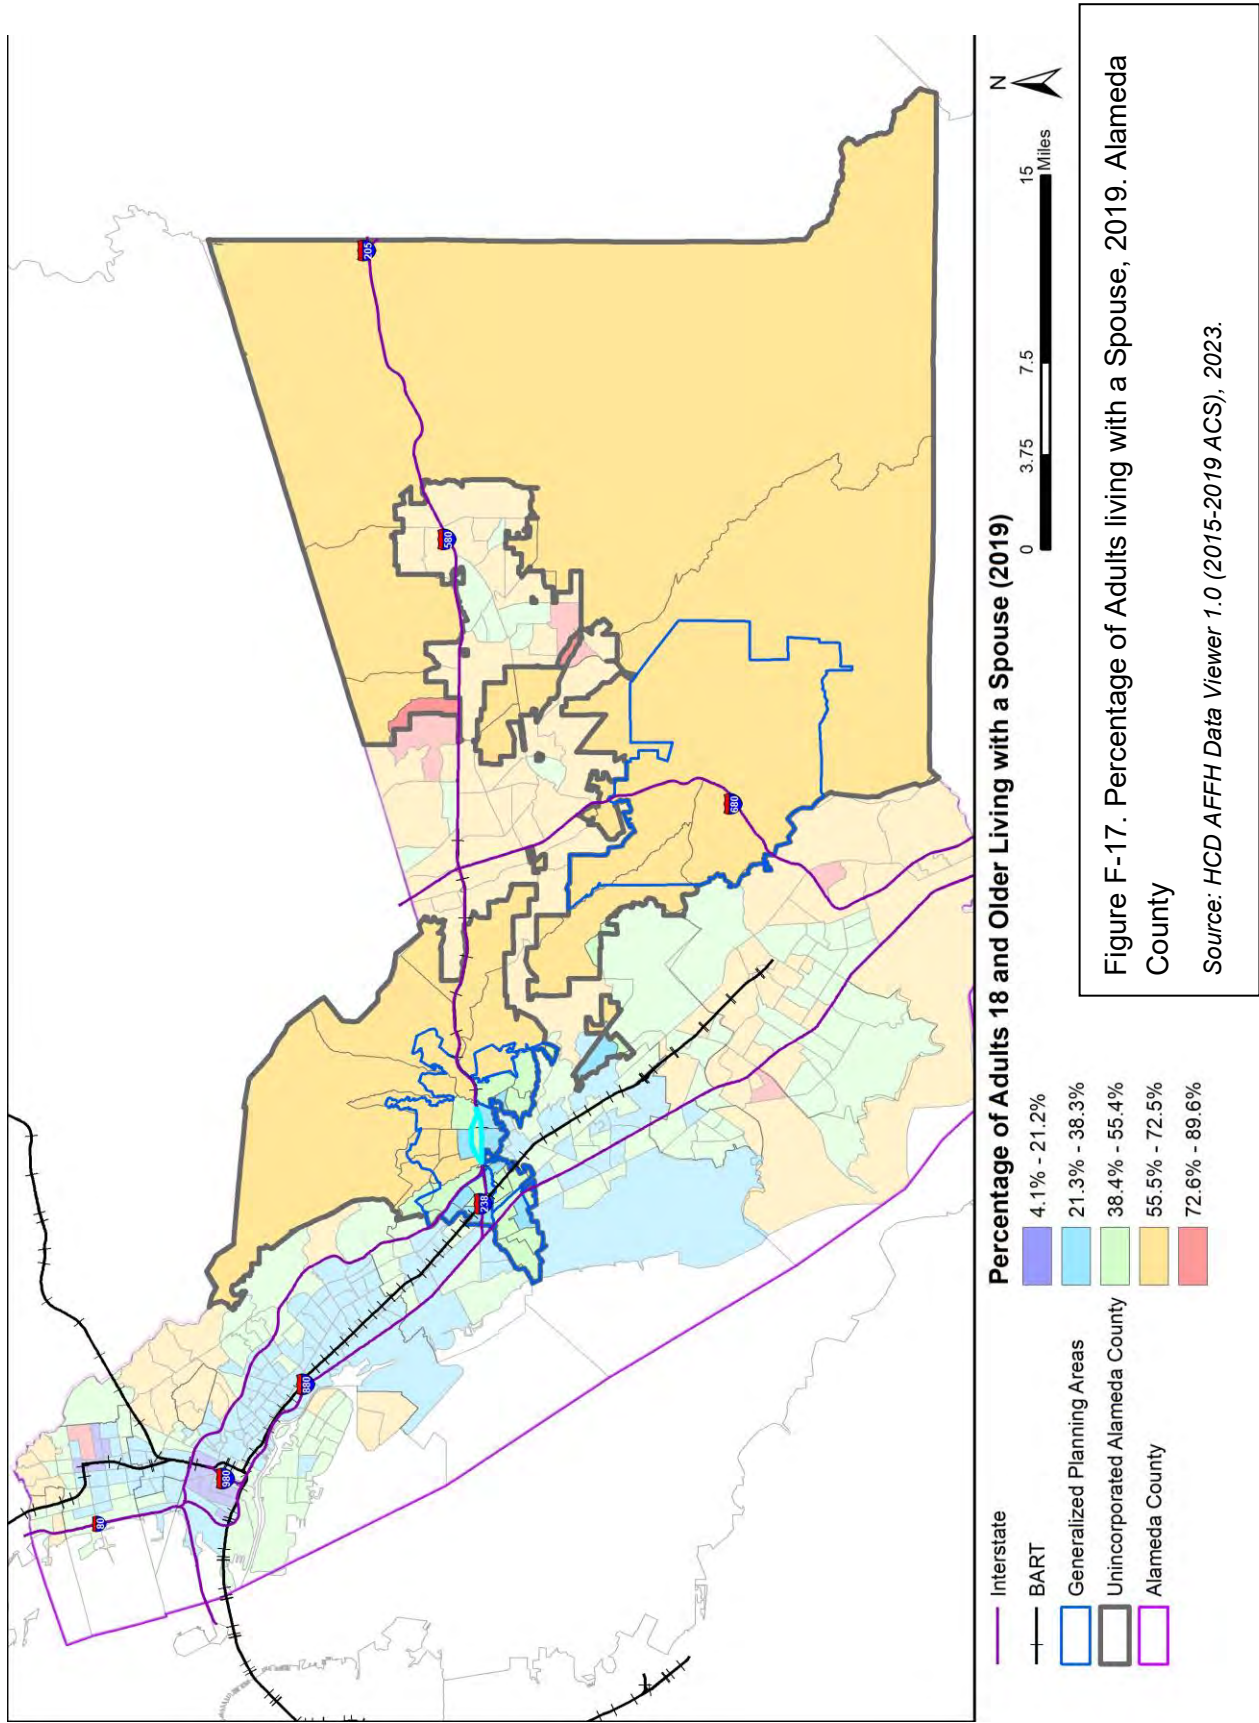 80
980
880
238
580
205
680
Percentage of Adults 18 and Older Living with a Spouse (2019)
Interstate
BART
Generalized Planning Areas
Unincorporated Alameda County
Alameda County
4.1% - 21.2%
21.3% - 38.3%
38.4% - 55.4%
55.5% - 72.5%
72.6% - 89.6%
0 3.75 7.5 15
Miles
N
Figure F-17. Percentage of Adults living with a Spouse, 2019. Alameda
County
Source: HCD AFFH Data Viewer 1.0 (2015-2019 ACS), 2023.